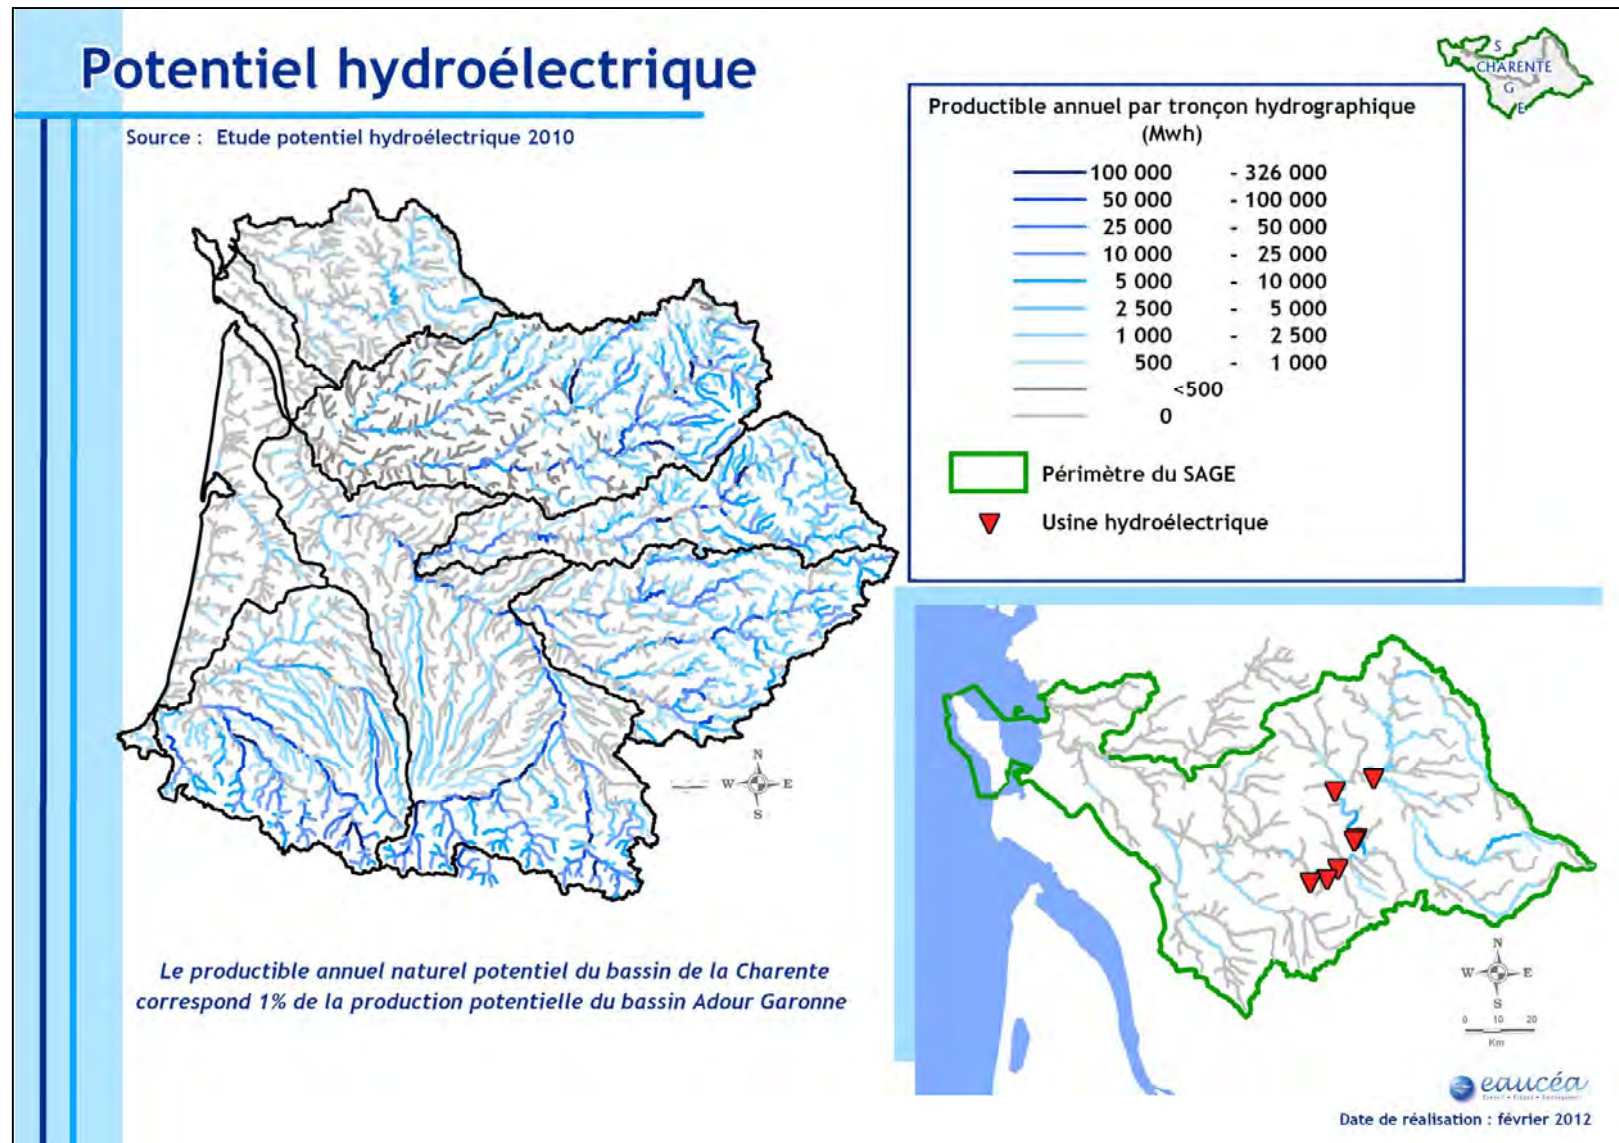 Potentiel hydroélectrique
Source : Etude potentiel hydroélectrique 2010
S
CHARENTE
G
E
Productible annuel par tronçon hydrographique
(Mwh)
100 000 - 326 000
50 000 - 100 000
25 000 - 50 000
10 000 - 25 000
5 000 - 10 000
2 500 - 5 000
1 000 - 2 500
500 - 1 000
<500
0
Périmètre du SAGE
Usine hydroélectrique
N
W E
S
Le productible annuel naturel potentiel du bassin de la Charente
correspond 1% de la production potentielle du bassin Adour Garonne
N
W E
S
0 10 20
Km
eaucéa
Date de réalisation : février 2012